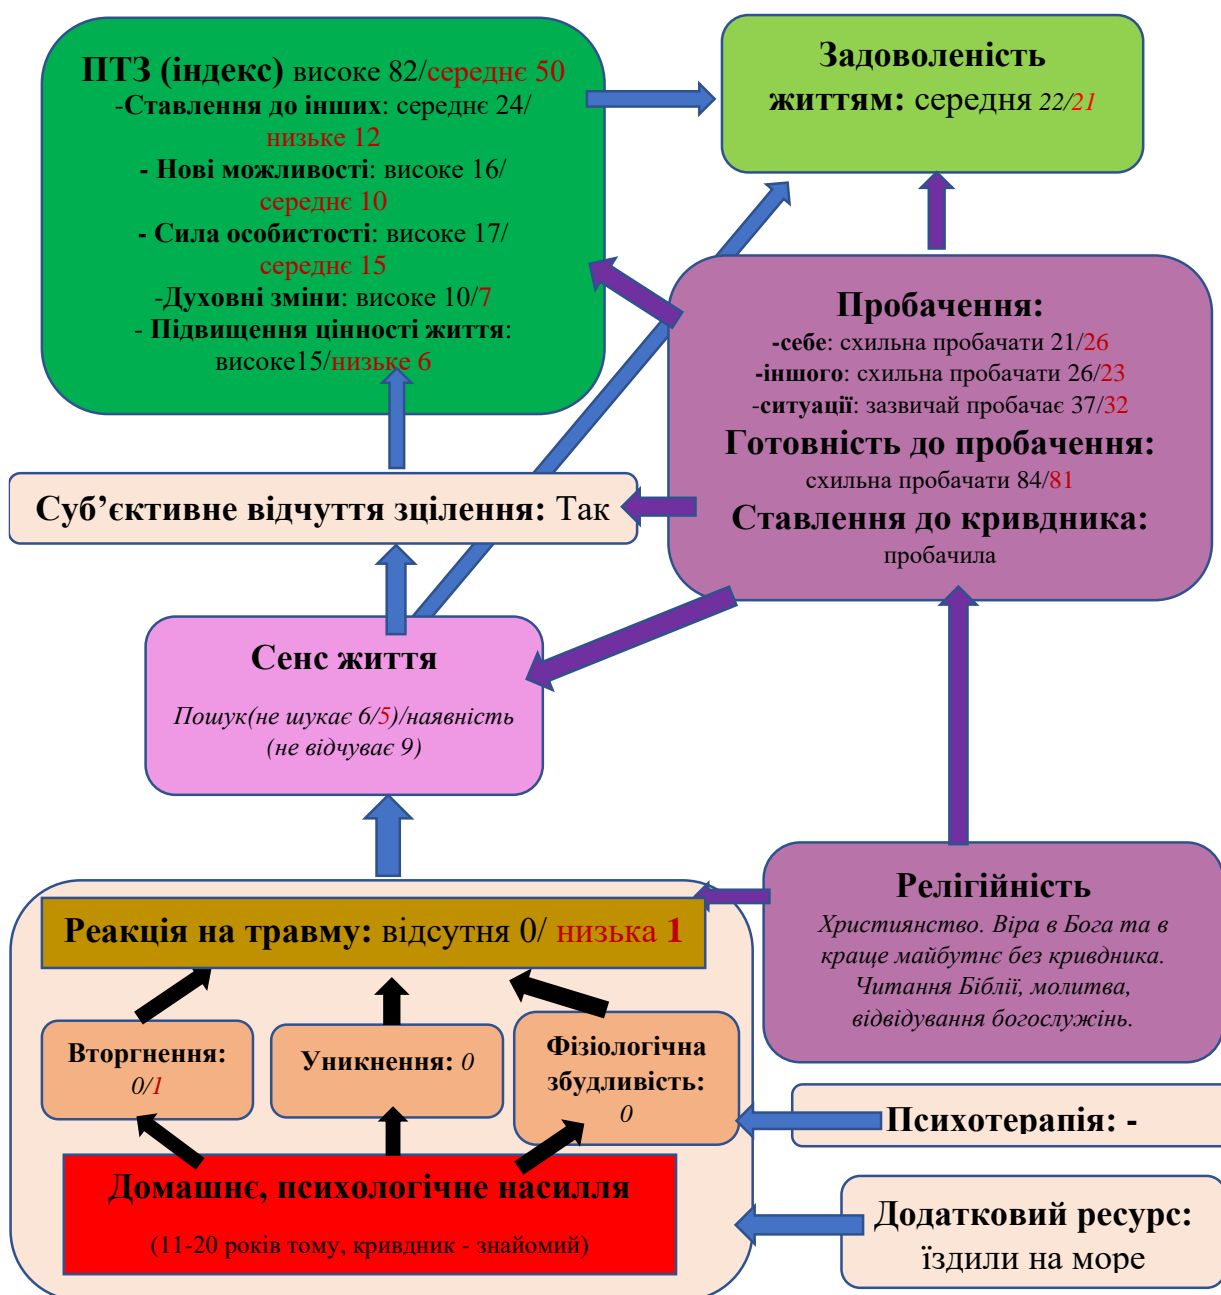 ПТЗ (індекс) високе 82/середнє 50
-Ставлення до інших: середнє 24/
низьке 12
- Нові можливості: високе 16/
середнє 10
- Сила особистості: високе 17/
середнє 15
-Духовні зміни: високе 10/7
- Підвищення цінності життя:
високе15/низьке 6
Задоволеність
життям: середня 22/21
Пробачення:
-себе: схильна пробачати 21/26
-іншого: схильна пробачати 26/23
-ситуації: зазвичай пробачає 37/32
Готовність до пробачення:
схильна пробачати 84/81
Ставлення до кривдника:
пробачила
Суб’єктивне відчуття зцілення: Так
Сенс життя
Пошук(не шукає 6/5)/наявність
(не відчуває 9)
Релігійність
Християнство. Віра в Бога та в
краще майбутнє без кривдника.
Читання Біблії, молитва,
відвідування богослужінь.
Реакція на травму: відсутня 0/ низька 1
Вторгнення:
0/1
Уникнення: 0
Фізіологічна
збудливість:
0
Психотерапія: -
Домашнє, психологічне насилля
(11-20 років тому, кривдник - знайомий)
Додатковий ресурс:
їздили на море